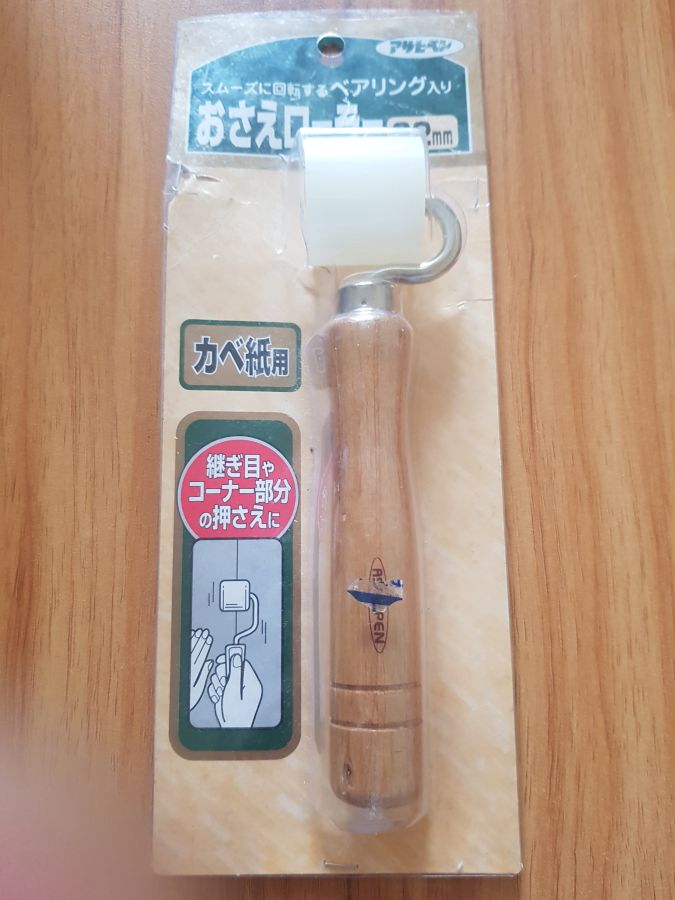 アサヒペン
スムーズに回転するベアリング入り
おさえローラー
mm
カベ紙用
継ぎ目や
コーナー部分
の押さえに